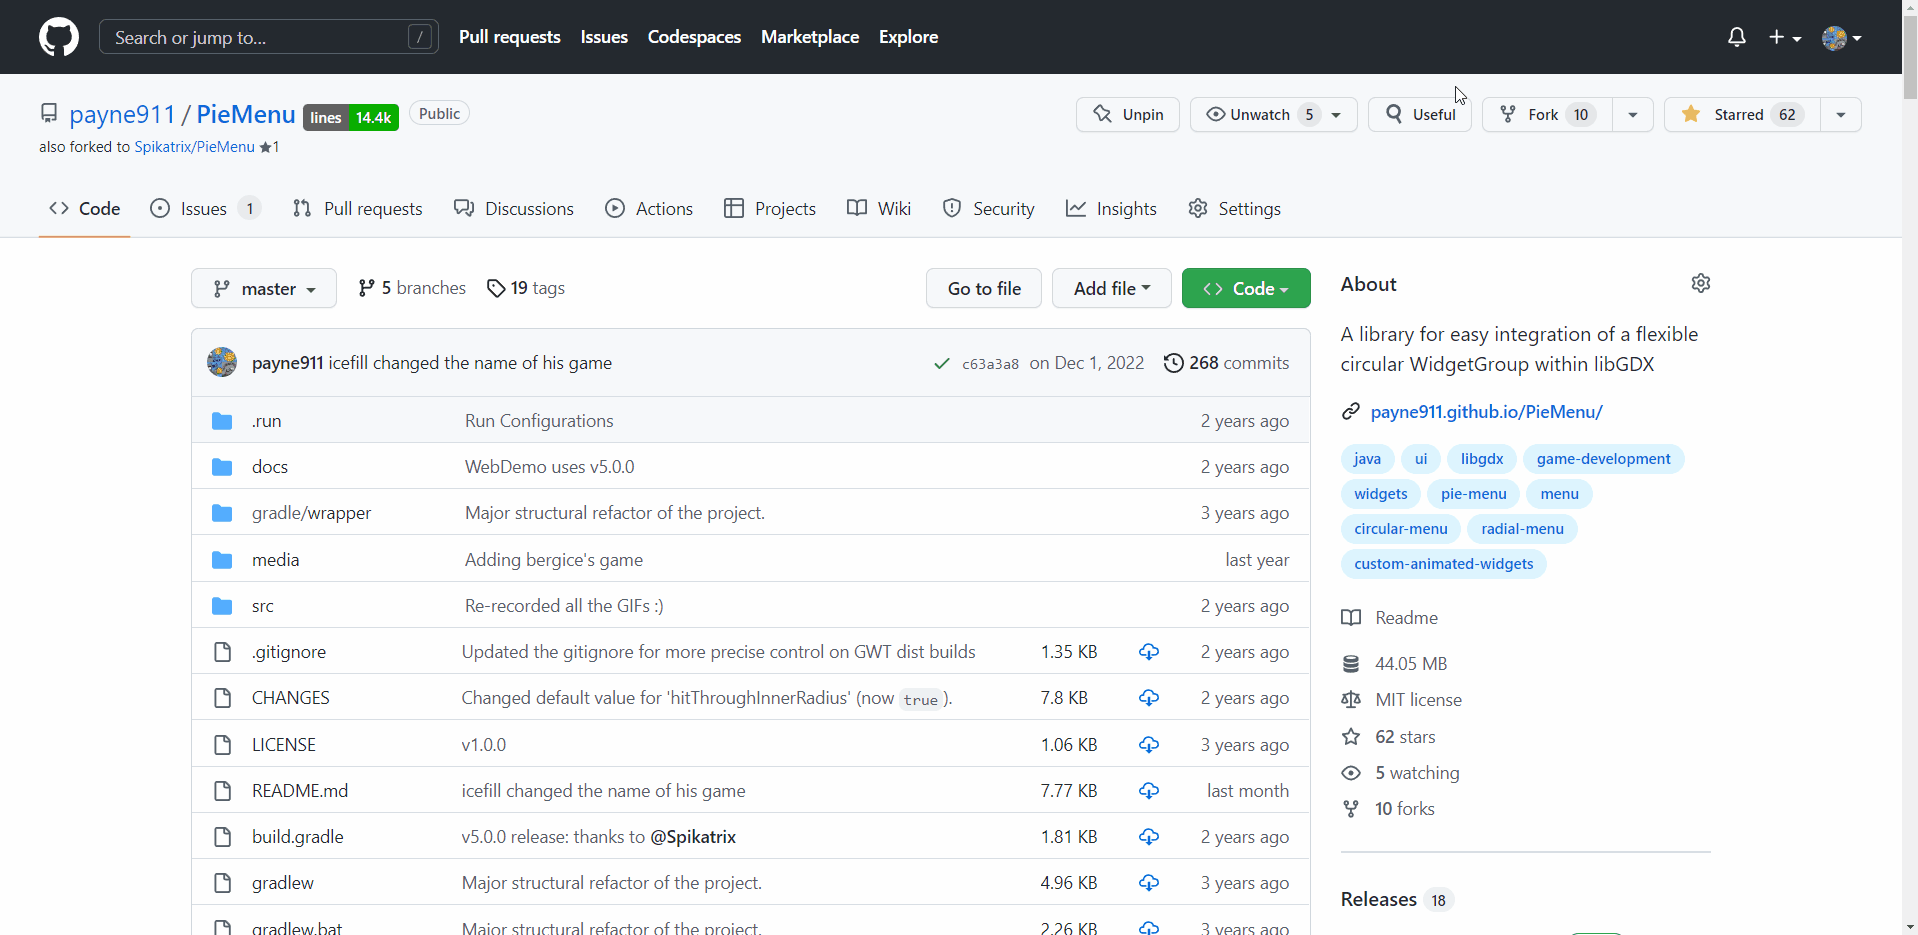 Search or jump to... /
Pull requests Issues Codespaces Marketplace Explore
payne911 / PieMenu lines 14.4k Public
Unpin Unwatch 5 Useful Fork 10 Starred 62
also forked to Spikatrix/PieMenu ★1
Code Issues 1 Pull requests Discussions Actions Projects Wiki Security Insights Settings
master 5 branches 19 tags Go to file Add file Code
payne911 icefill changed the name of his game c63a3a8 on Dec 1, 2022 268 commits
.run Run Configurations 2 years ago
docs WebDemo uses v5.0.0 2 years ago
gradle/wrapper Major structural refactor of the project. 3 years ago
media Adding bergice's game last year
src Re-recorded all the GIFs :) 2 years ago
.gitignore Updated the gitignore for more precise control on GWT dist builds 1.35 KB 2 years ago
CHANGES Changed default value for 'hitThroughInnerRadius' (now true). 7.8 KB 2 years ago
LICENSE v1.0.0 1.06 KB 3 years ago
README.md icefill changed the name of his game 7.77 KB last month
build.gradle v5.0.0 release: thanks to @Spikatrix 1.81 KB 2 years ago
gradlew Major structural refactor of the project. 4.96 KB 3 years ago
gradlew.bat Major structural refactor of the project. 2.26 KB 3 years ago
About
A library for easy integration of a flexible
circular WidgetGroup within libGDX
payne911.github.io/PieMenu/
java ui libgdx game-development
widgets pie-menu menu
circular-menu radial-menu
custom-animated-widgets
Readme
44.05 MB
MIT license
62 stars
5 watching
10 forks
Releases 18